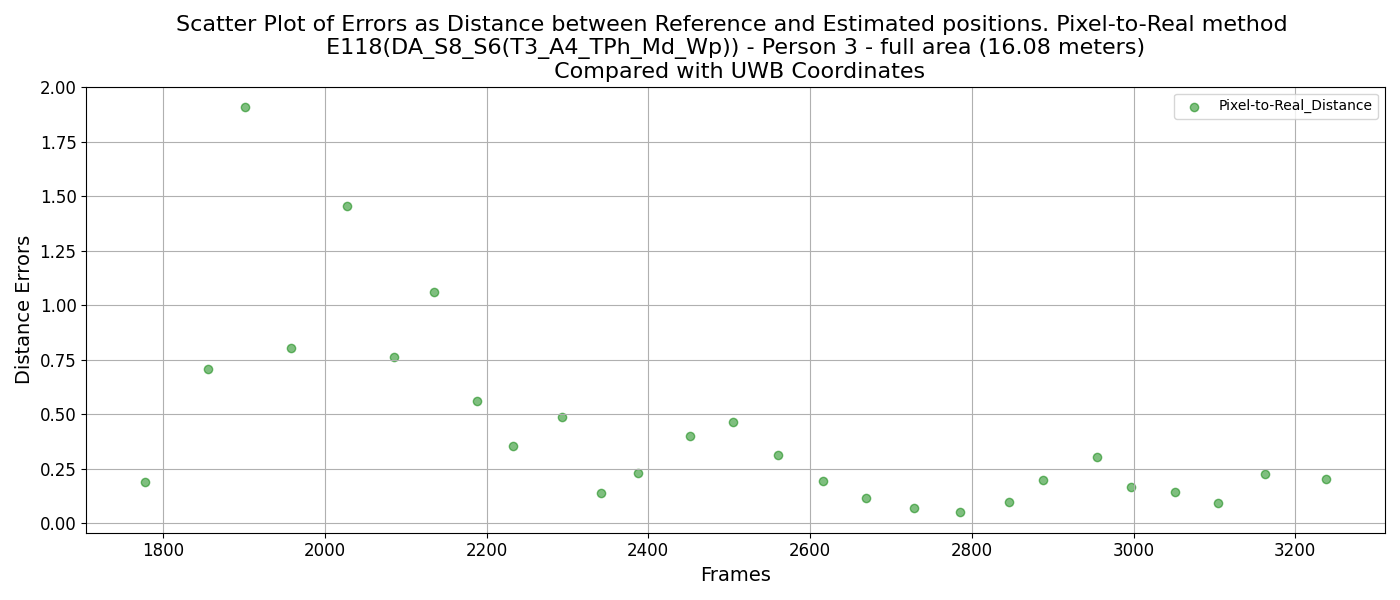 Scatter Plot of Errors as Distance between Reference and Estimated positions. Pixel-to-Real method
E118(DA_S8_S6(T3_A4_TPh_Md_Wp)) - Person 3 - full area (16.08 meters)
Compared with UWB Coordinates
Pixel-to-Real_Distance
Distance Errors
2.00
1.75
1.50
1.25
1.00
0.75
0.50
0.25
0.00
1800 2000 2200 2400 2600 2800 3000 3200
Frames